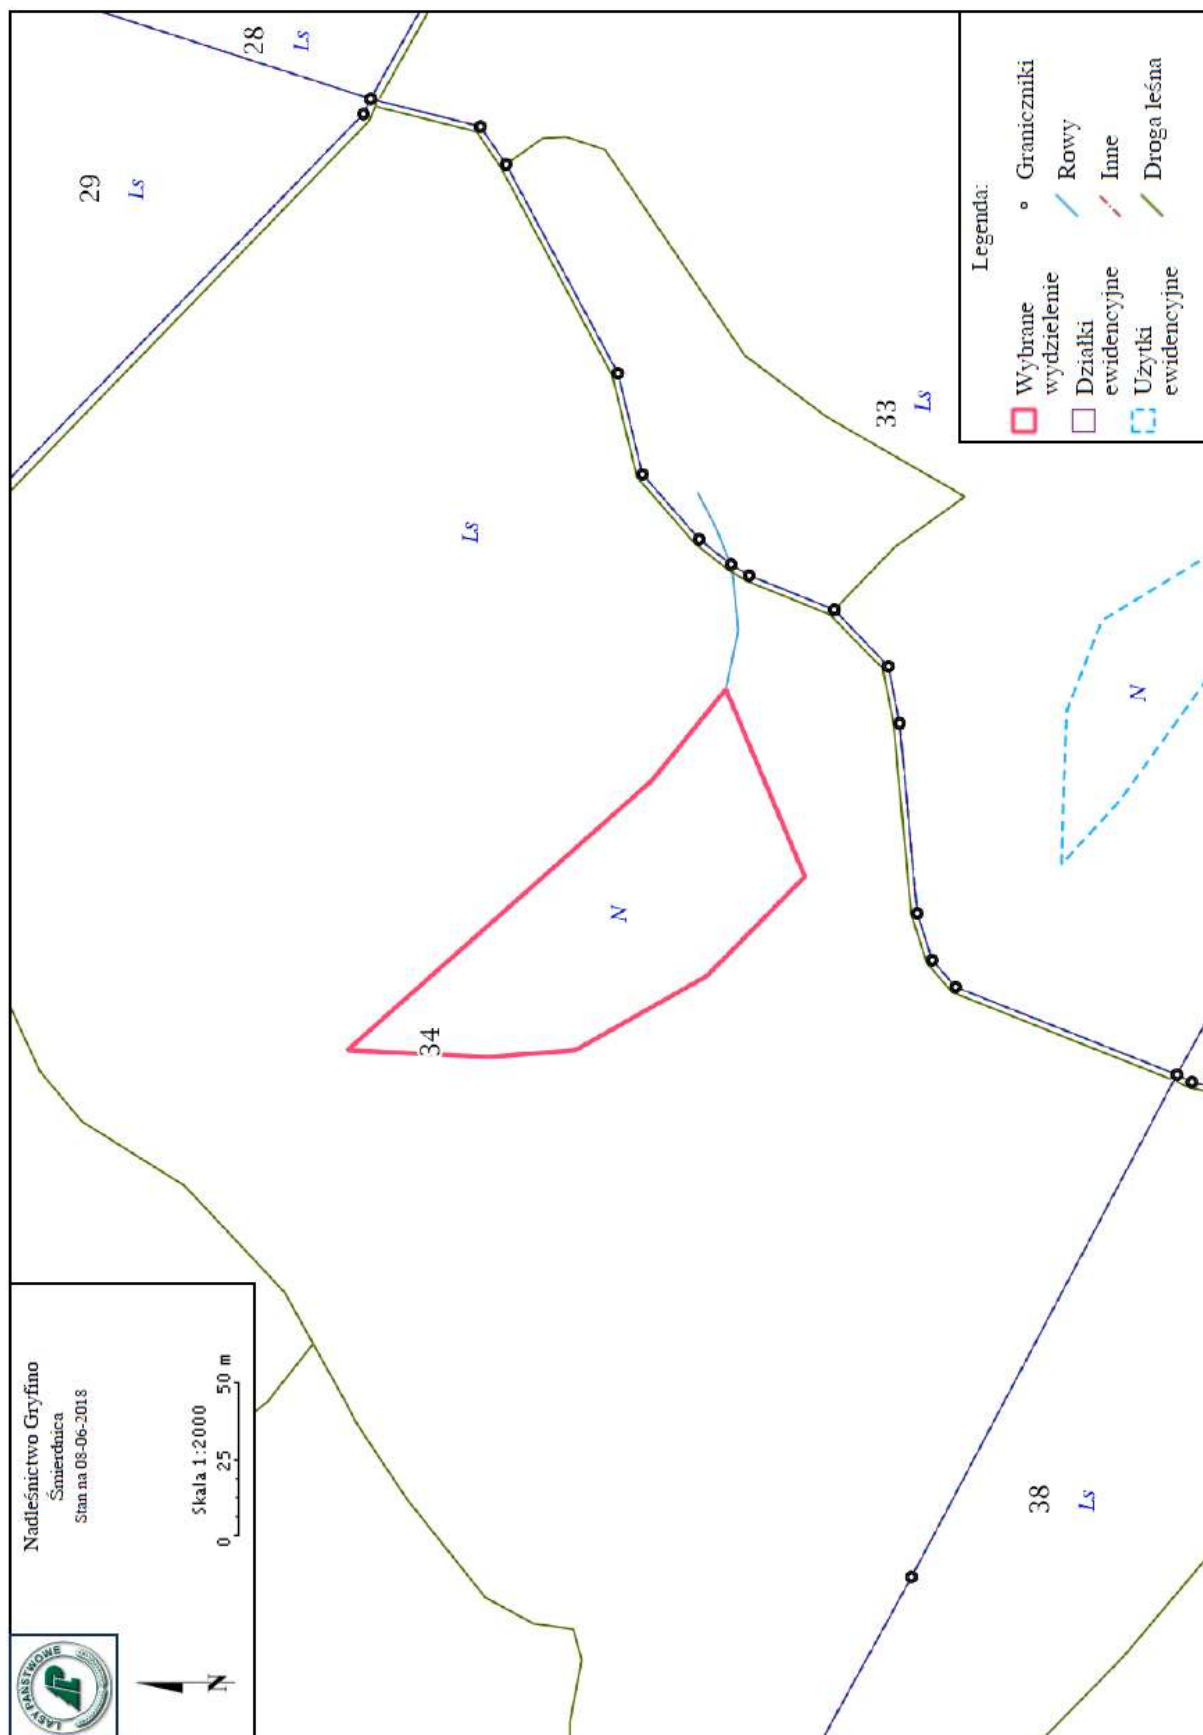 Nadleśnictwo Gryfino
Śmierdnica
Stan na 08-06-2018
LASY PAŃSTWOWE
N
Skala 1:2000
0 25 50 m
28
Ls
29
Ls
Ls
33
Ls
34
N
N
38
Ls
Legenda:
Wybrane
wydzielenie
Działki
ewidencyjne
Użytki
ewidencyjne
Graniczniki
Rowy
Inne
Droga leśna